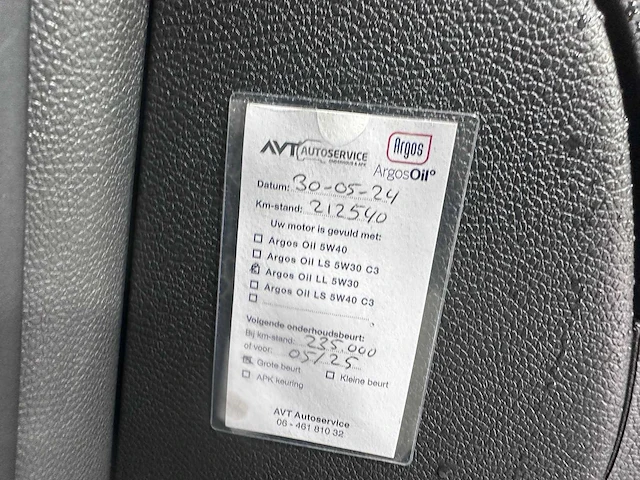 AVT AUTOSERVICE
ONDERHOUD & APK
Argos
ArgosOil
Datum: 30-05-24
Km-stand: 212540
Uw motor is gevuld met:
Argos Oil 5W40
Argos Oil LS 5W30 C3
Argos Oil LL 5W30
Argos Oil LS 5W40 C3
Volgende onderhoudsbeurt:
Bij km-stand: 235.000
of voor: 05/25
Grote beurt Kleine beurt
APK keuring
AVT Autoservice
06 - 461 810 32